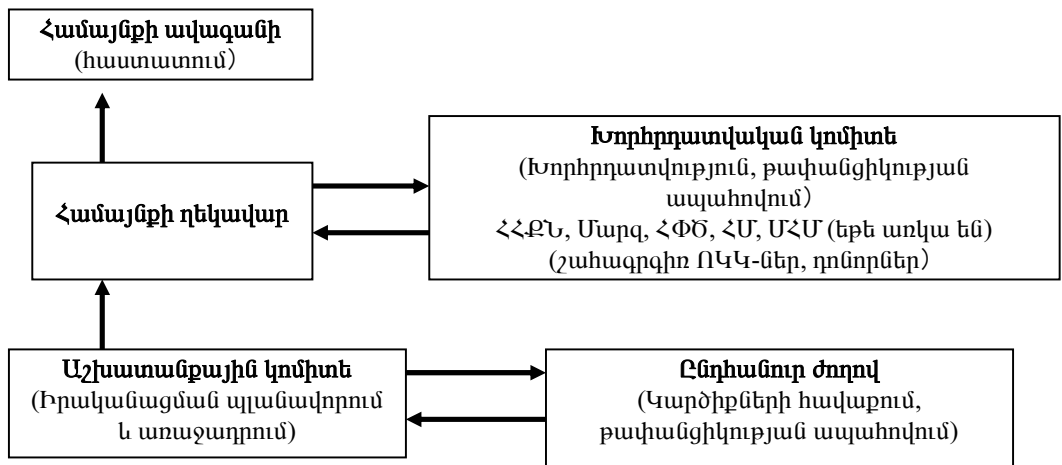 Համայնքի ավագանի
(հաստատում)
Խորհրդատվական կոմիտե
(Խորհրդատվություն, թափանցիկության
ապահովում)
ՀՀՔՆ, Մարզ, ՀՓԾ, ՀՄ, ՄՀՄ (եթե առկա են)
(շահագրգիռ ՈԿԿ-ներ, դոնորներ)
Համայնքի ղեկավար
Աշխատանքային կոմիտե
(Իրականացման պլանավորում
և առաջադրում)
Ընդհանուր ժողով
(Կարծիքների հավաքում,
թափանցիկության ապահովում)